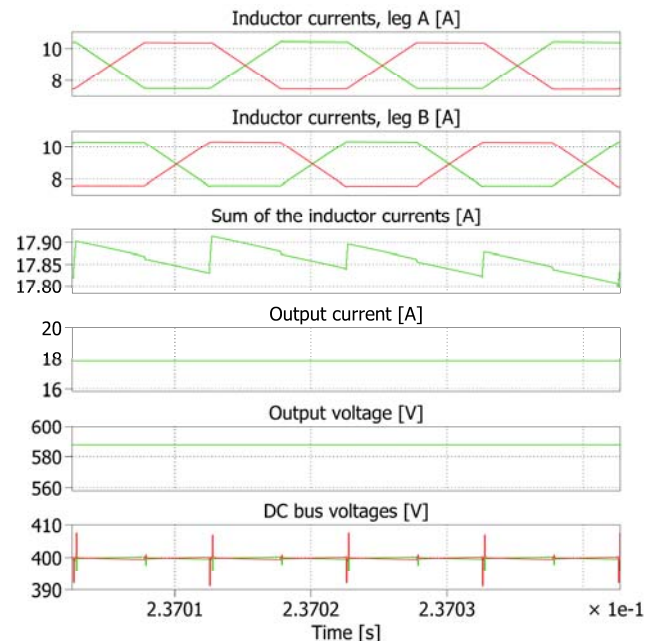 Inductor currents, leg A [A]
10
8
Inductor currents, leg B [A]
10
8
Sum of the inductor currents [A]
17.90
17.85
17.80
Output current [A]
20
18
16
Output voltage [V]
600
580
560
DC bus voltages [V]
410
400
390
2.3701 2.3702 2.3703 × 1e-1
Time [s]